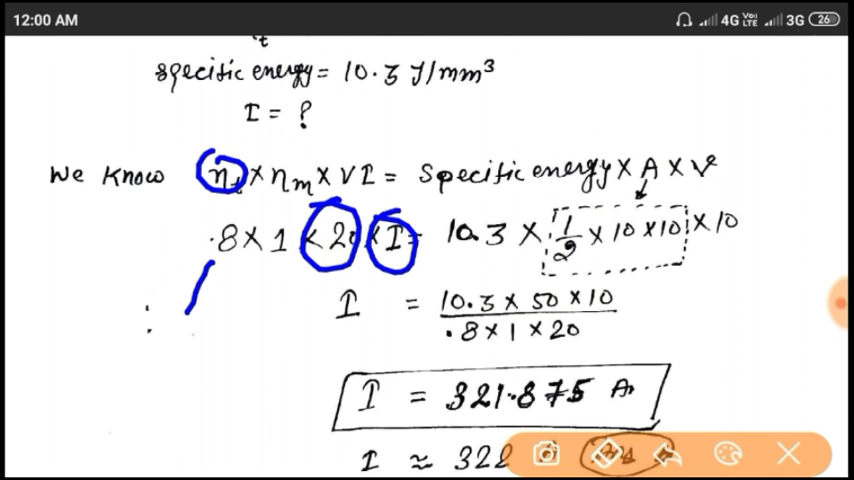 12:00 AM 4G VoLTE 3G 26
specific energy = 10.3 J/mm³
I = ?
We know ηt × ηm × VI = specific energy × A × v
.8 × 1 × 20 × I = 10.3 × 1/2 × 10 × 10 × 10
I = 10.3 × 50 × 10 / .8 × 1 × 20
I = 321.875 A
I ≈ 322